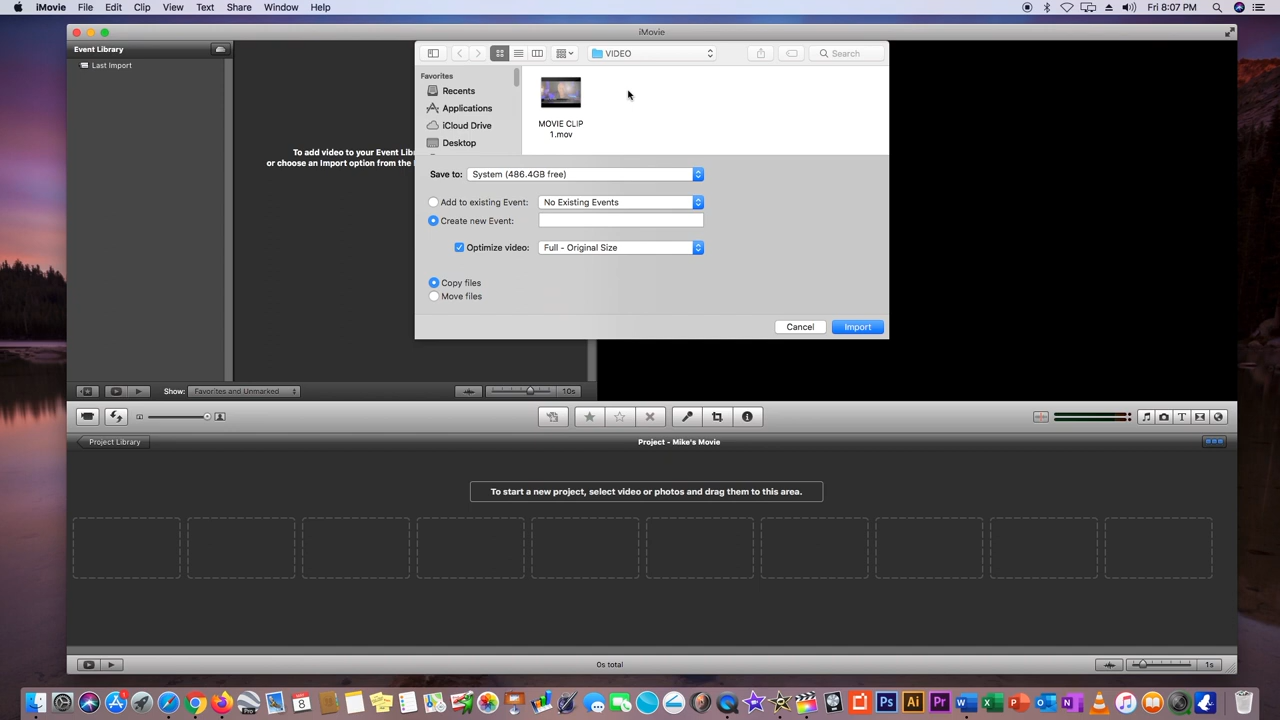 iMovie File Edit Clip View Text Share Window Help
Fri 8:07 PM
iMovie
Event Library
Last Import
To add video to your Event Lib
or choose an Import option from the
VIDEO
Search
Favorites
Recents
Applications
iCloud Drive
Desktop
MOVIE CLIP
1.mov
Save to: System (486.4GB free)
Add to existing Event: No Existing Events
Create new Event:
Optimize video: Full - Original Size
Copy files
Move files
Cancel Import
Show: Favorites and Unmarked
10s
Project Library
Project - Mike's Movie
To start a new project, select video or photos and drag them to this area.
0s total
1s
8
Ps Ai Pr